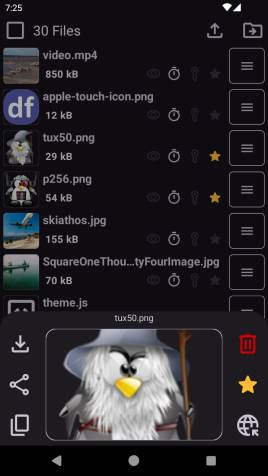 7:25
30 Files
video.mp4
850 kB
apple-touch-icon.png
df
12 kB
tux50.png
29 kB
p256.png
54 kB
skiathos.jpg
155 kB
SquareOneThou...tyFourImage.jpg
70 kB
theme.js
tux50.png